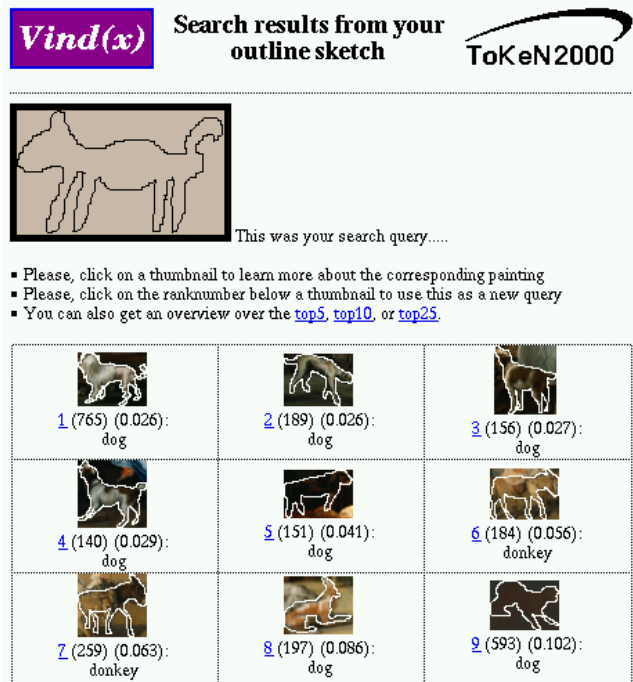 Vind(x)
Search results from your
outline sketch
ToKeN2000
This was your search query.....
▪ Please, click on a thumbnail to learn more about the corresponding painting
▪ Please, click on the ranknumber below a thumbnail to use this as a new query
▪ You can also get an overview over the top5, top10, or top25.
1 (765) (0.026):
dog
2 (189) (0.026):
dog
3 (156) (0.027):
dog
4 (140) (0.029):
dog
5 (151) (0.041):
dog
6 (184) (0.056):
donkey
7 (259) (0.063):
donkey
8 (197) (0.086):
dog
9 (593) (0.102):
dog